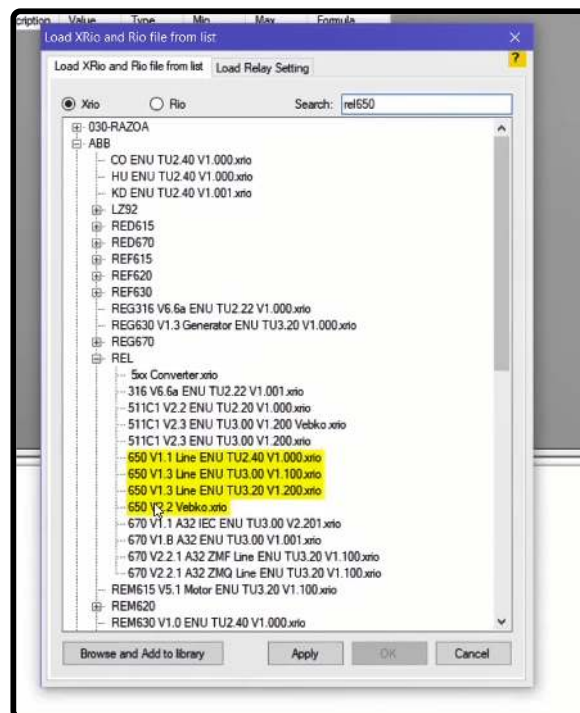 cription Value Type Min Max Formula
Load XRio and Rio file from list
Load XRio and Rio file from list Load Relay Setting ?
Xrio Rio Search: rel650
030-RAZOA
ABB
CO ENU TU2.40 V1.000.xrio
HU ENU TU2.40 V1.000.xrio
KD ENU TU2.40 V1.001.xrio
LZ92
RED615
RED670
REF615
REF620
REF630
REG316 V6.6a ENU TU2.22 V1.000.xrio
REG630 V1.3 Generator ENU TU3.20 V1.000.xrio
REG670
REL
5xx Converter.xrio
316 V6.6a ENU TU2.22 V1.001.xrio
511C1 V2.2 ENU TU2.20 V1.000.xrio
511C1 V2.3 ENU TU3.00 V1.200 Vebko.xrio
511C1 V2.3 ENU TU3.00 V1.200.xrio
650 V1.1 Line ENU TU2.40 V1.000.xrio
650 V1.3 Line ENU TU3.00 V1.100.xrio
650 V1.3 Line ENU TU3.20 V1.200.xrio
650 V2.2 Vebko.xrio
670 V1.1 A32 IEC ENU TU3.00 V2.201.xrio
670 V1.B A32 ENU TU3.00 V1.001.xrio
670 V2.2.1 A32 ZMF Line ENU TU3.20 V1.100.xrio
670 V2.2.1 A32 ZMQ Line ENU TU3.20 V1.100.xrio
REM615 V5.1 Motor ENU TU3.20 V1.100.xrio
REM620
REM630 V1.0 ENU TU2.40 V1.000.xrio
Browse and Add to library Apply OK Cancel